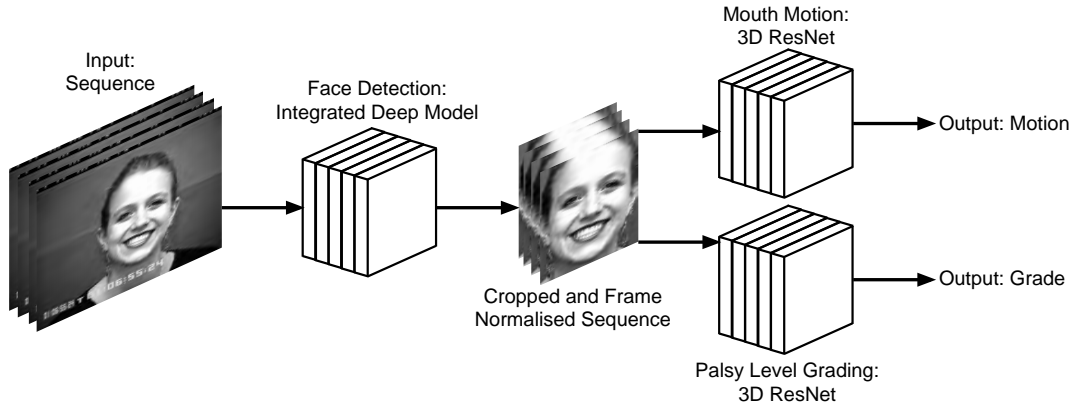 Input:
Sequence
Face Detection:
Integrated Deep Model
Cropped and Frame
Normalised Sequence
Mouth Motion:
3D ResNet
Output: Motion
Output: Grade
Palsy Level Grading:
3D ResNet